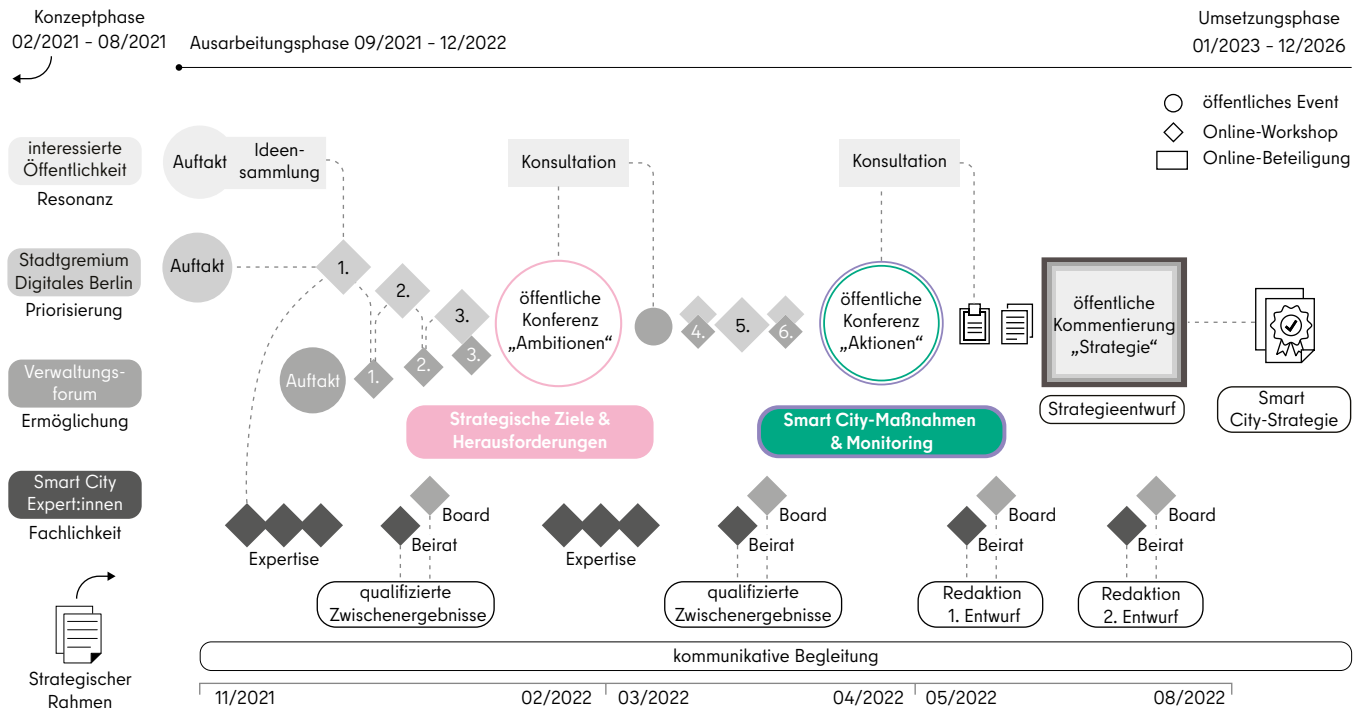 Konzeptphase
02/2021 - 08/2021
Ausarbeitungsphase 09/2021 - 12/2022
Umsetzungsphase
01/2023 - 12/2026
öffentliches Event
Online-Workshop
Online-Beteiligung
interessierte
Öffentlichkeit
Resonanz
Auftakt
Ideen-
sammlung
Konsultation
Konsultation
Stadtgremium
Digitales Berlin
Priorisierung
Auftakt
1.
2.
3.
öffentliche
Konferenz
„Ambitionen“
4.
5.
6.
öffentliche
Konferenz
„Aktionen“
öffentliche
Kommentierung
„Strategie“
Verwaltungs-
forum
Ermöglichung
Auftakt
1.
2.
3.
Strategische Ziele &
Herausforderungen
Smart City-Maßnahmen
& Monitoring
Strategieentwurf
Smart
City-Strategie
Smart City
Expert:innen
Fachlichkeit
Expertise
Board
Beirat
Expertise
Board
Beirat
Board
Beirat
Board
Beirat
qualifizierte
Zwischenergebnisse
qualifizierte
Zwischenergebnisse
Redaktion
1. Entwurf
Redaktion
2. Entwurf
Strategischer
Rahmen
kommunikative Begleitung
11/2021
02/2022
03/2022
04/2022
05/2022
08/2022